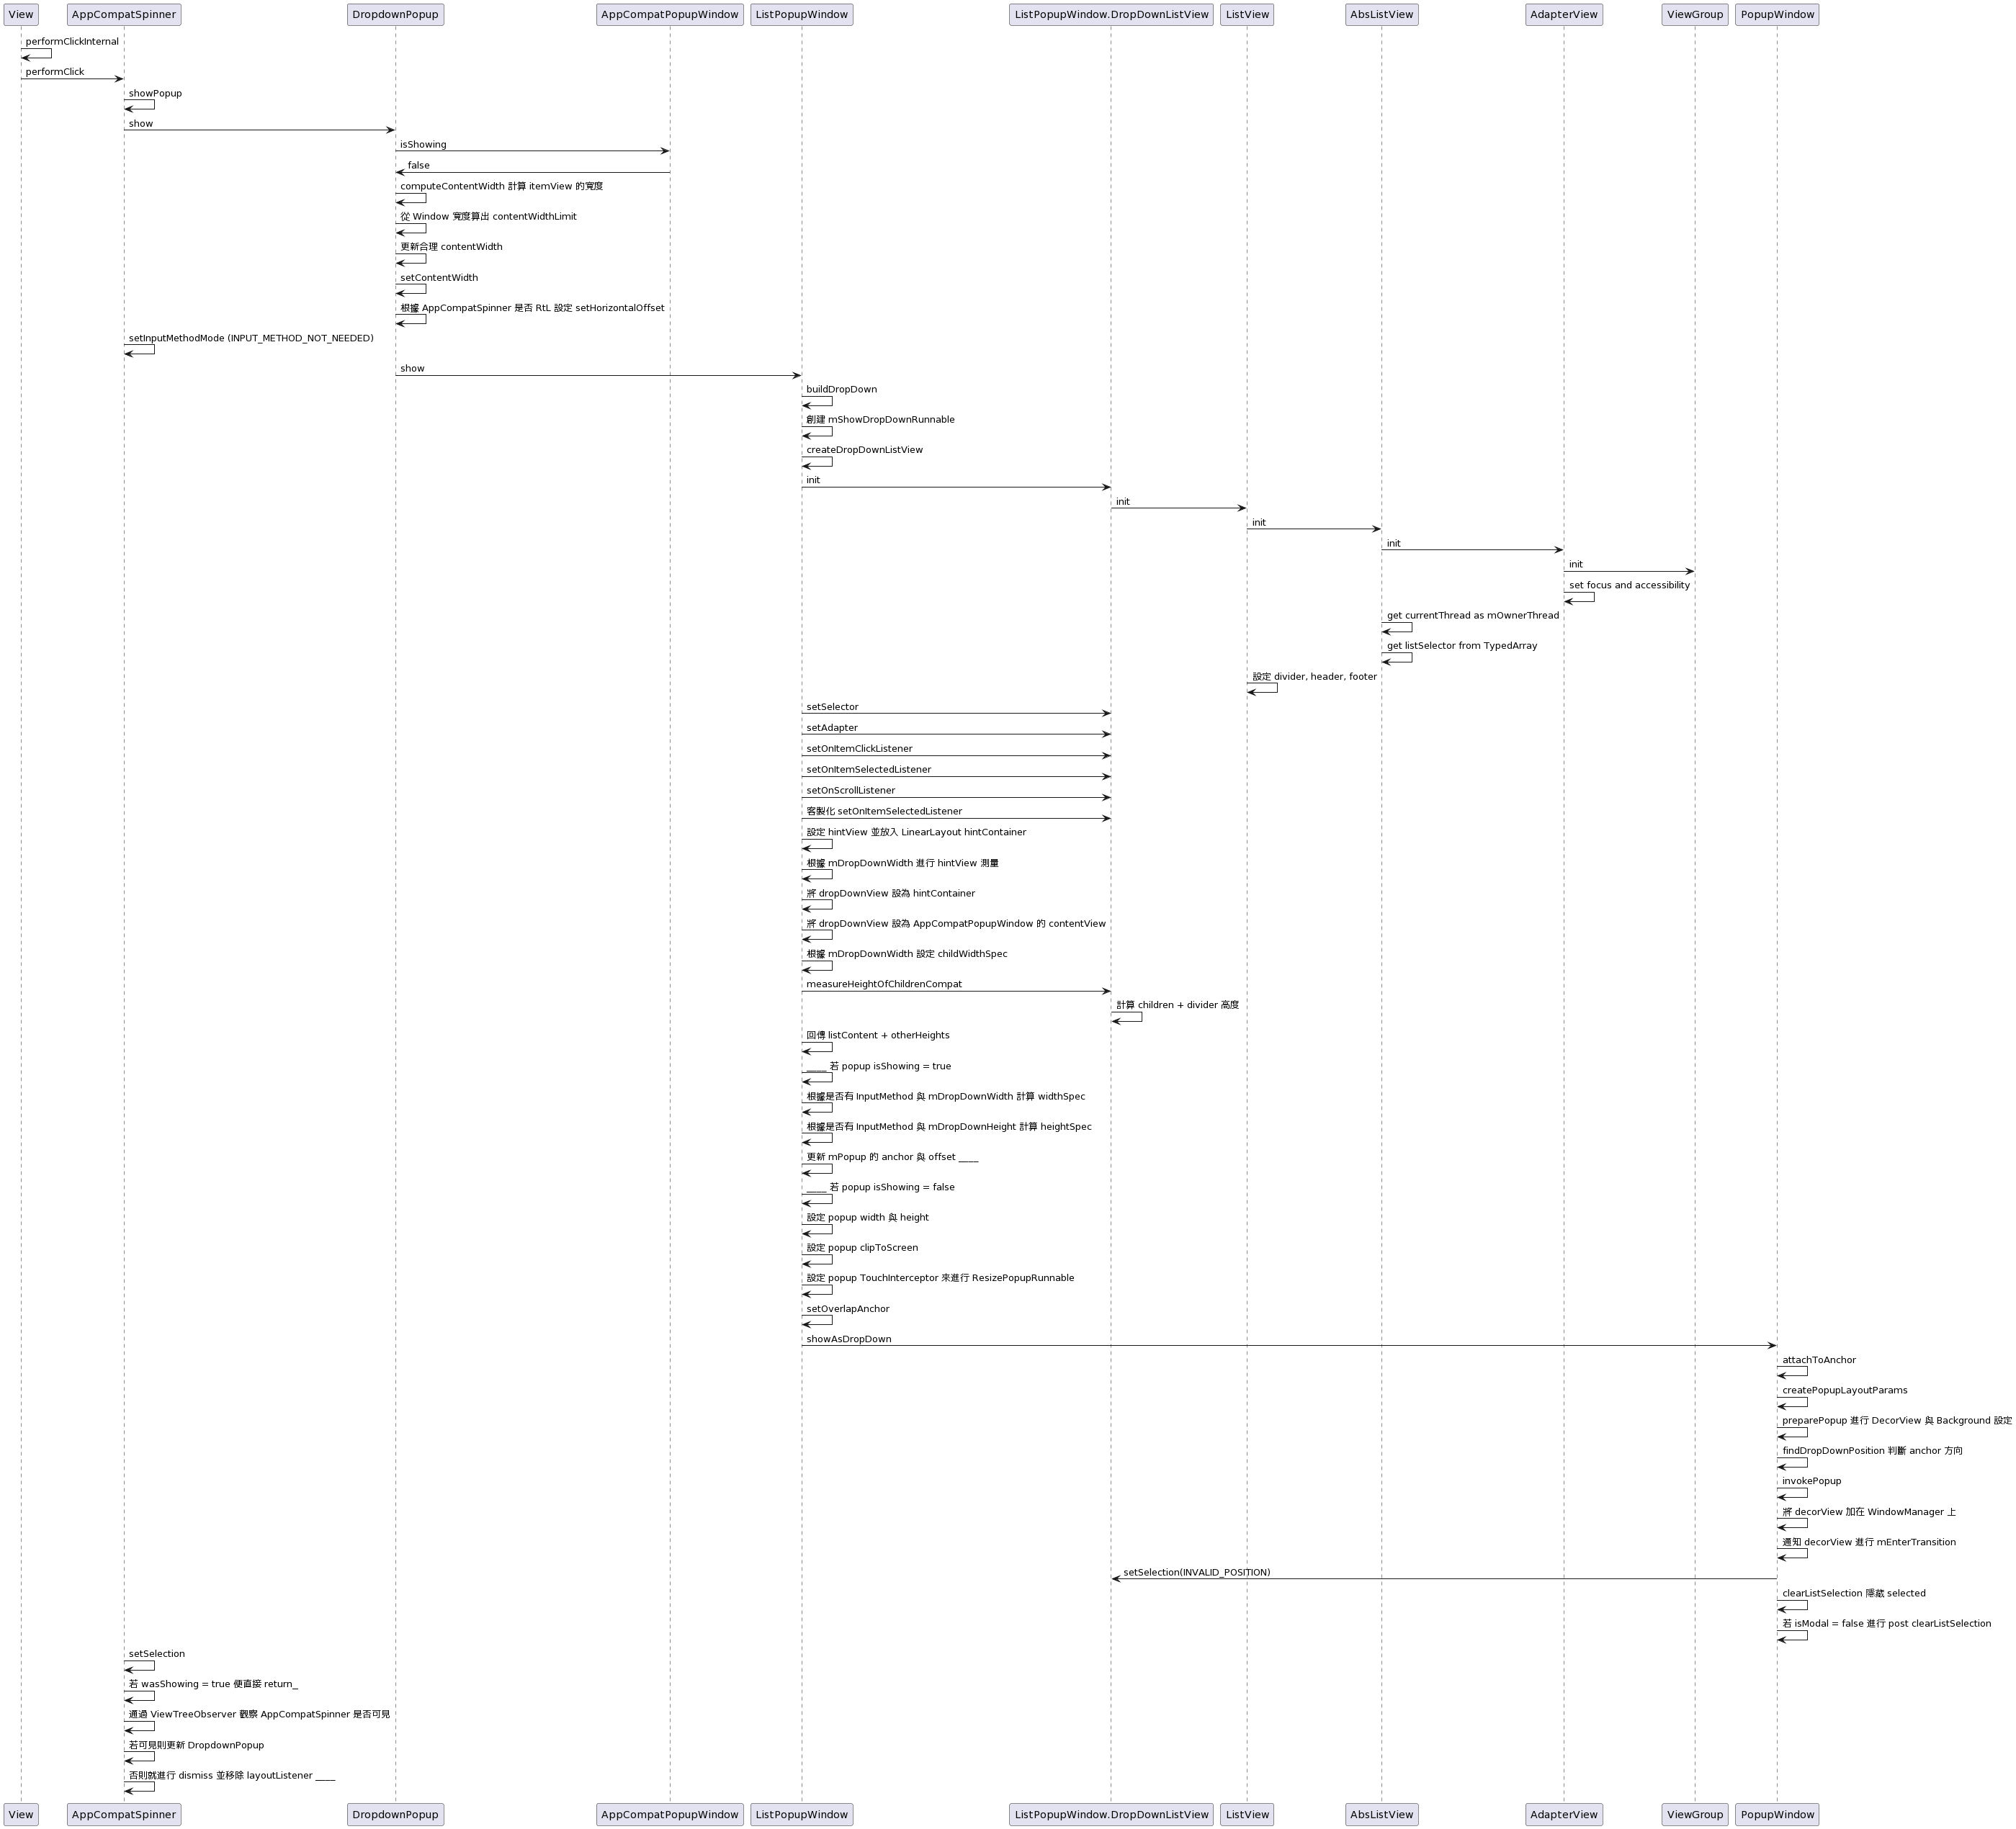 View
AppCompatSpinner
DropdownPopup
AppCompatPopupWindow
ListPopupWindow
ListPopupWindow.DropDownListView
ListView
AbsListView
AdapterView
ViewGroup
PopupWindow
performClickInternal
performClick
showPopup
show
isShowing
false
computeContentWidth 計算 itemView 的寬度
從 Window 寬度算出 contentWidthLimit
更新合理 contentWidth
setContentWidth
根據 AppCompatSpinner 是否 RtL 設定 setHorizontalOffset
setInputMethodMode (INPUT_METHOD_NOT_NEEDED)
show
buildDropDown
創建 mShowDropDownRunnable
createDropDownListView
init
init
init
init
init
set focus and accessibility
get currentThread as mOwnerThread
get listSelector from TypedArray
設定 divider, header, footer
setSelector
setAdapter
setOnItemClickListener
setOnItemSelectedListener
setOnScrollListener
客製化 setOnItemSelectedListener
設定 hintView 並放入 LinearLayout hintContainer
根據 mDropDownWidth 進行 hintView 測量
將 dropDownView 設為 hintContainer
將 dropDownView 設為 AppCompatPopupWindow 的 contentView
根據 mDropDownWidth 設定 childWidthSpec
measureHeightOfChildrenCompat
計算 children + divider 高度
回傳 listContent + otherHeights
____ 若 popup isShowing = true
根據是否有 InputMethod 與 mDropDownWidth 計算 widthSpec
根據是否有 InputMethod 與 mDropDownHeight 計算 heightSpec
更新 mPopup 的 anchor 與 offset ____
____ 若 popup isShowing = false
設定 popup width 與 height
設定 popup clipToScreen
設定 popup TouchInterceptor 來進行 ResizePopupRunnable
setOverlapAnchor
showAsDropDown
attachToAnchor
createPopupLayoutParams
preparePopup 進行 DecorView 與 Background 設定
findDropDownPosition 判斷 anchor 方向
invokePopup
將 decorView 加在 WindowManager 上
通知 decorView 進行 mEnterTransition
setSelection(INVALID_POSITION)
clearListSelection 隱藏 selected
若 isModal = false 進行 post clearListSelection
setSelection
若 wasShowing = true 便直接 return_
通過 ViewTreeObserver 觀察 AppCompatSpinner 是否可見
若可見則更新 DropdownPopup
否則就進行 dismiss 並移除 layoutListener ____
View
AppCompatSpinner
DropdownPopup
AppCompatPopupWindow
ListPopupWindow
ListPopupWindow.DropDownListView
ListView
AbsListView
AdapterView
ViewGroup
PopupWindow